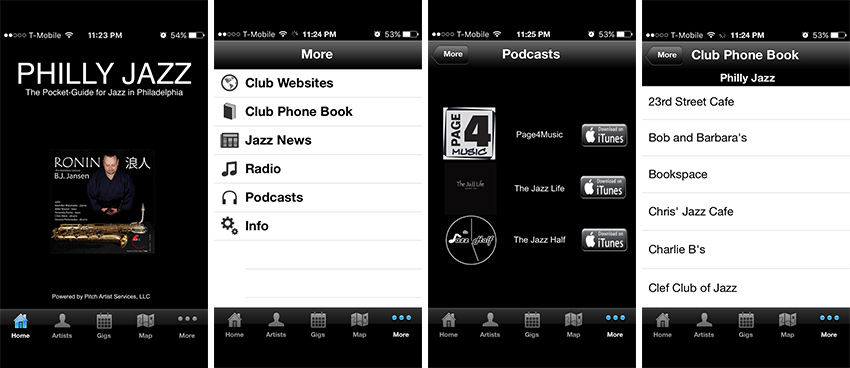 T-Mobile 11:23 PM 54%
PHILLY JAZZ
The Pocket-Guide for Jazz in Philadelphia
RONIN 浪人
B.J. JANSEN
Powered by Pitch Artist Services, LLC
Home Artists Gigs Map More
T-Mobile 11:24 PM 53%
More
Club Websites
Club Phone Book
Jazz News
Radio
Podcasts
Info
Home Artists Gigs Map More
T-Mobile 11:25 PM 53%
More Podcasts
PAGE 4 MUSIC
Page4Music
Download on iTunes
The Jazz Life
The Jazz Life
Download on iTunes
Jazz Half
The Jazz Half
Download on iTunes
Home Artists Gigs Map More
T-Mobile 11:24 PM 53%
More Club Phone Book
Philly Jazz
23rd Street Cafe
Bob and Barbara's
Bookspace
Chris' Jazz Cafe
Charlie B's
Clef Club of Jazz
Home Artists Gigs Map More